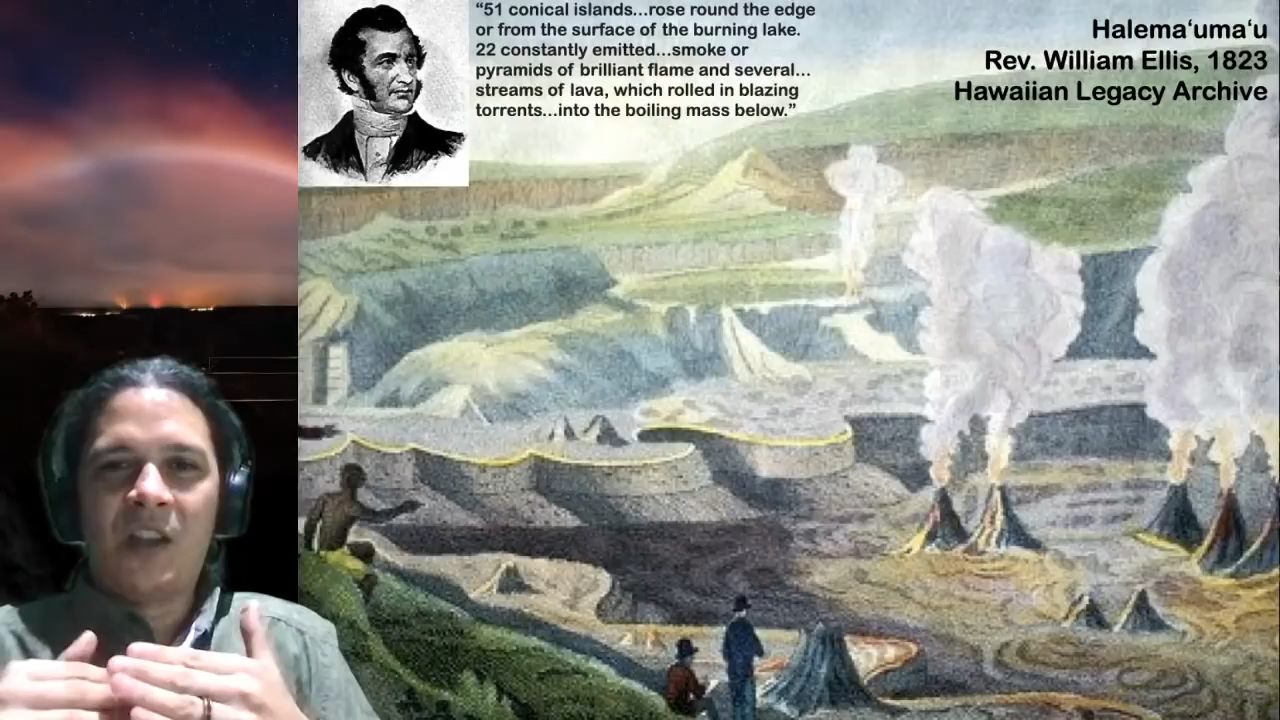 “51 conical islands...rose round the edge
or from the surface of the burning lake.
22 constantly emitted...smoke or
pyramids of brilliant flame and several...
streams of lava, which rolled in blazing
torrents...into the boiling mass below.”
Halema‘uma‘u
Rev. William Ellis, 1823
Hawaiian Legacy Archive